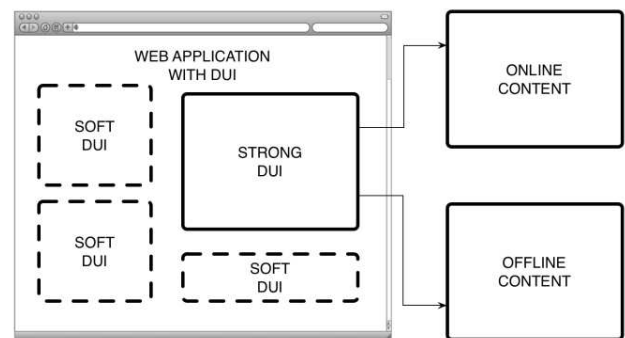 WEB APPLICATION
WITH DUI
SOFT
DUI
STRONG
DUI
SOFT
DUI
SOFT
DUI
ONLINE
CONTENT
OFFLINE
CONTENT